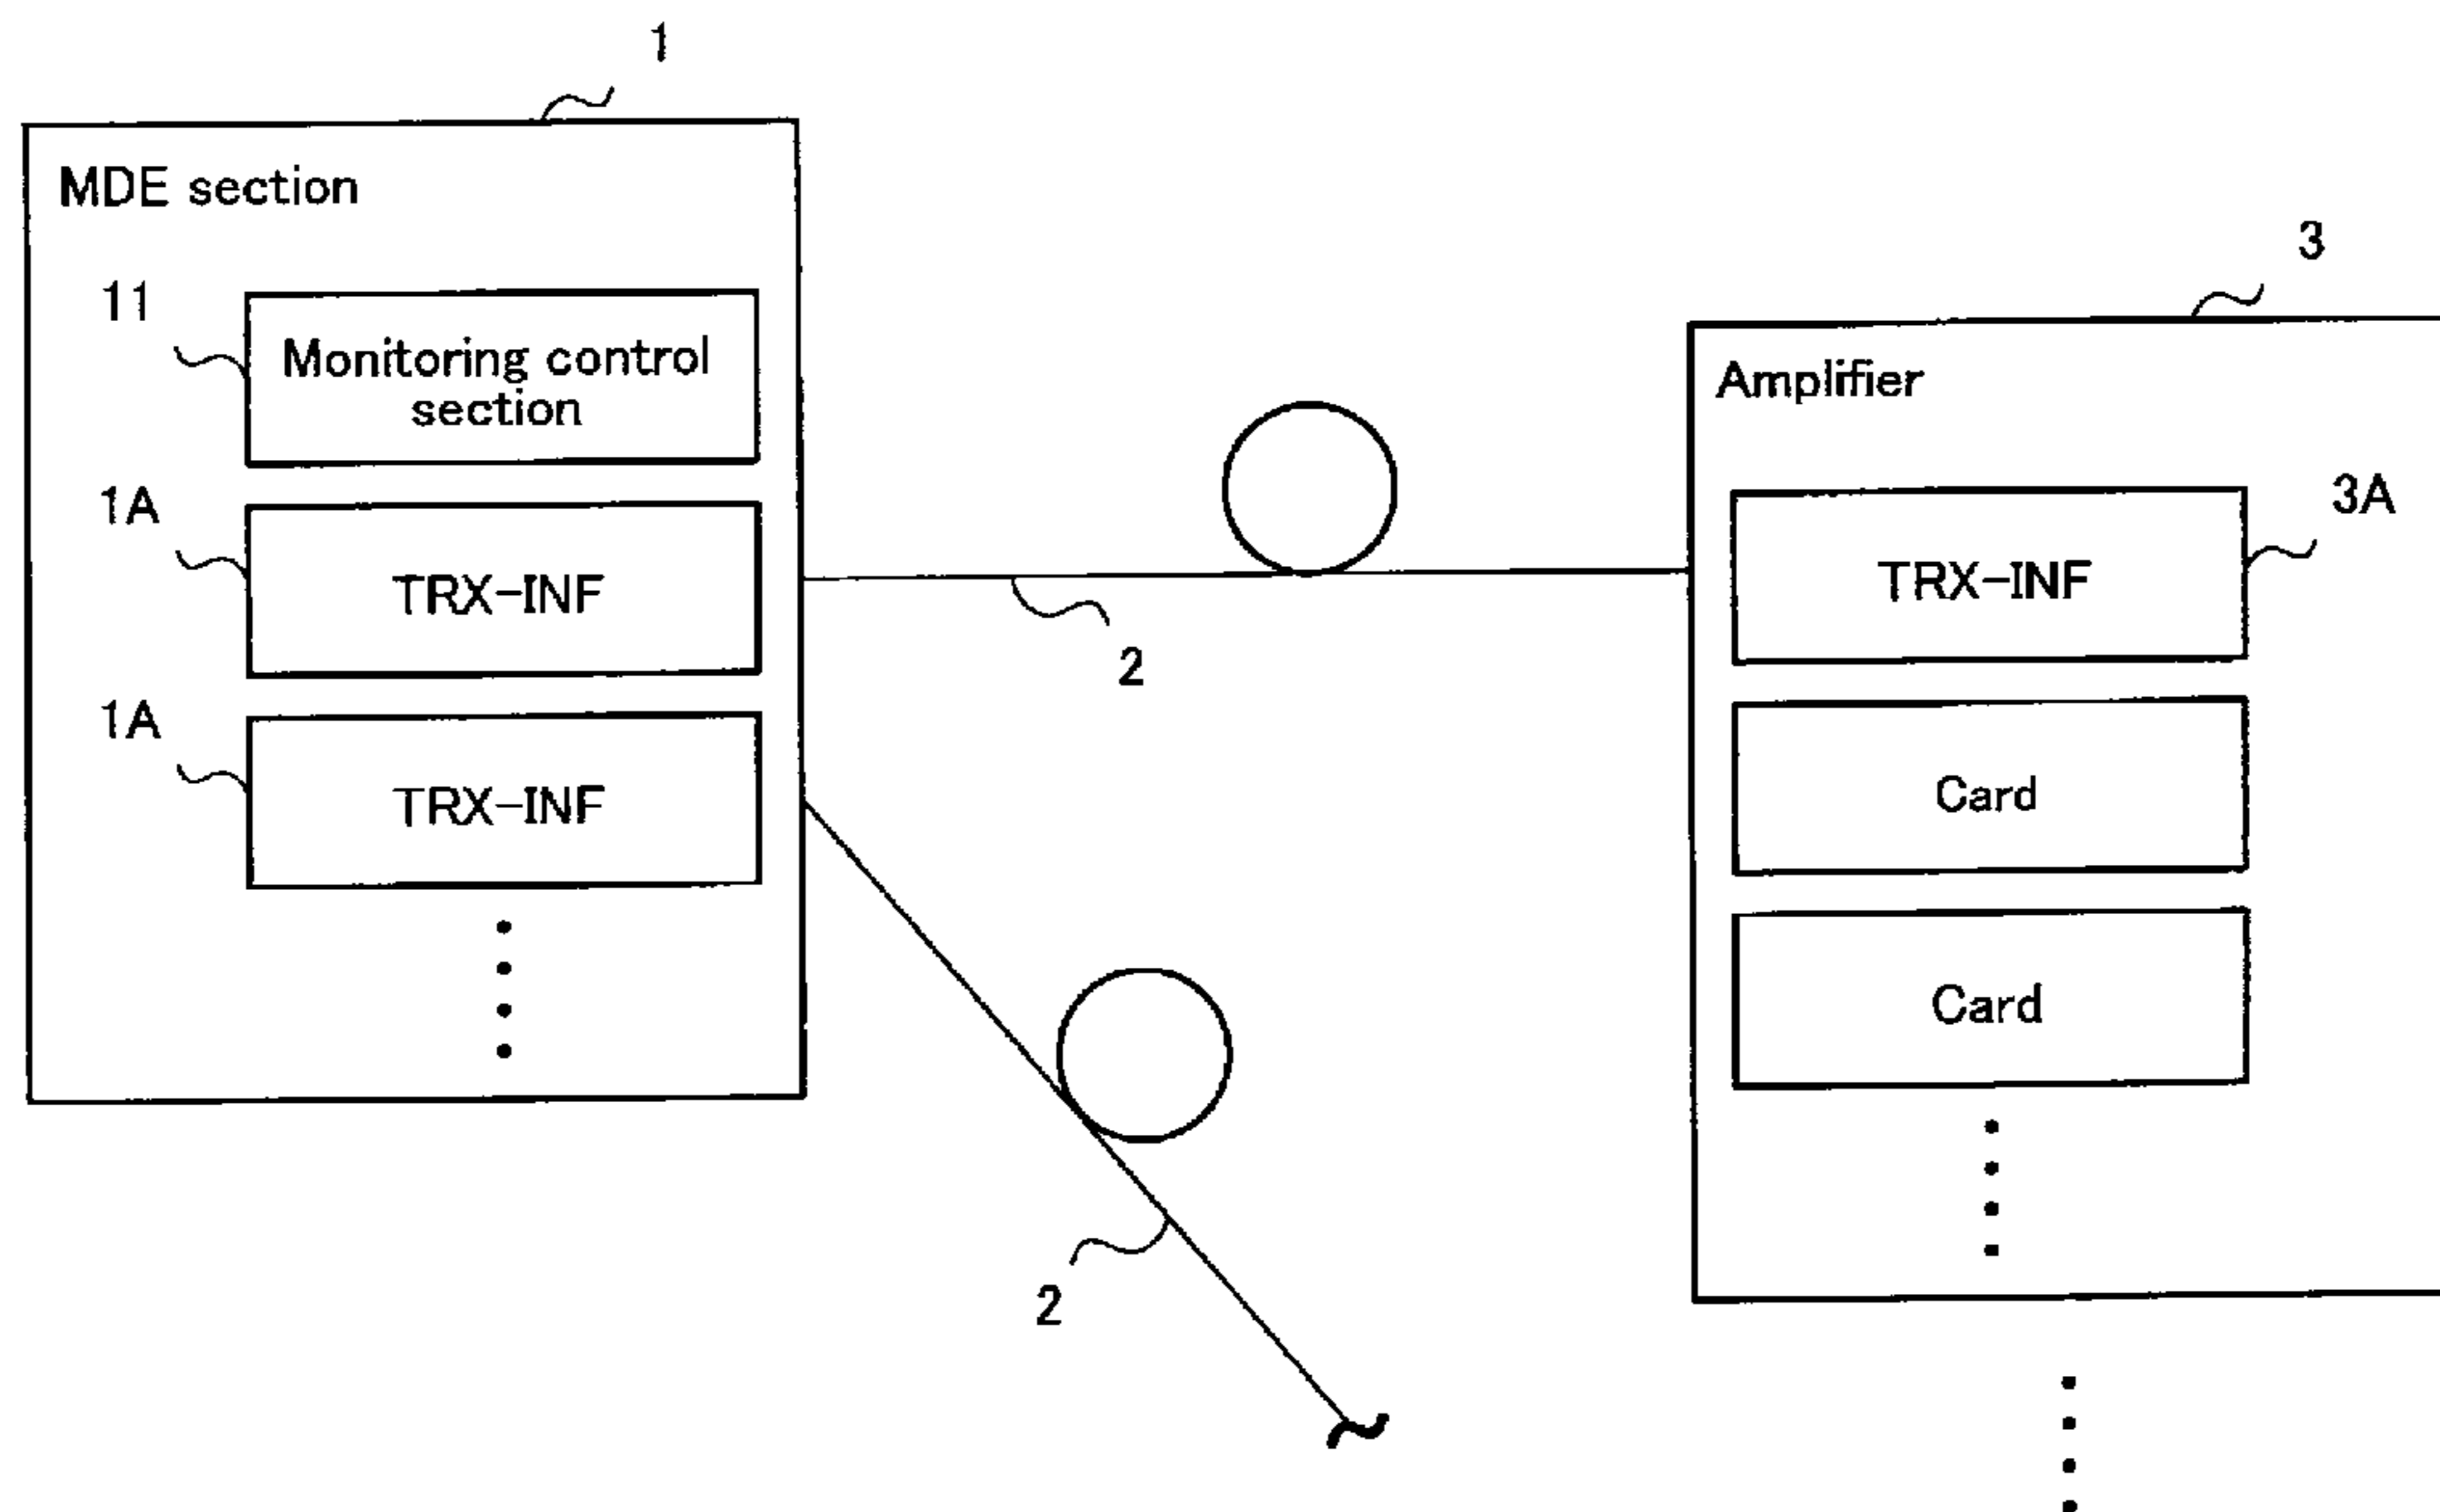 1
MDE section
11
Monitoring control
section
1A
TRX-INF
1A
TRX-INF
2
2
3
Amplifier
3A
TRX-INF
Card
Card